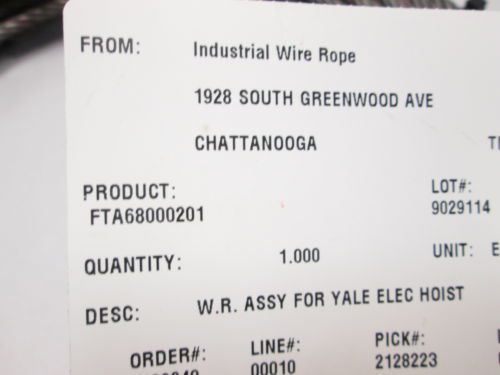 FROM: Industrial Wire Rope
1928 SOUTH GREENWOOD AVE
CHATTANOOGA
PRODUCT: LOT#:
FTA68000201 9029114
QUANTITY: 1.000 UNIT:
DESC: W.R. ASSY FOR YALE ELEC HOIST
ORDER#: LINE#: PICK#:
00010 2128223